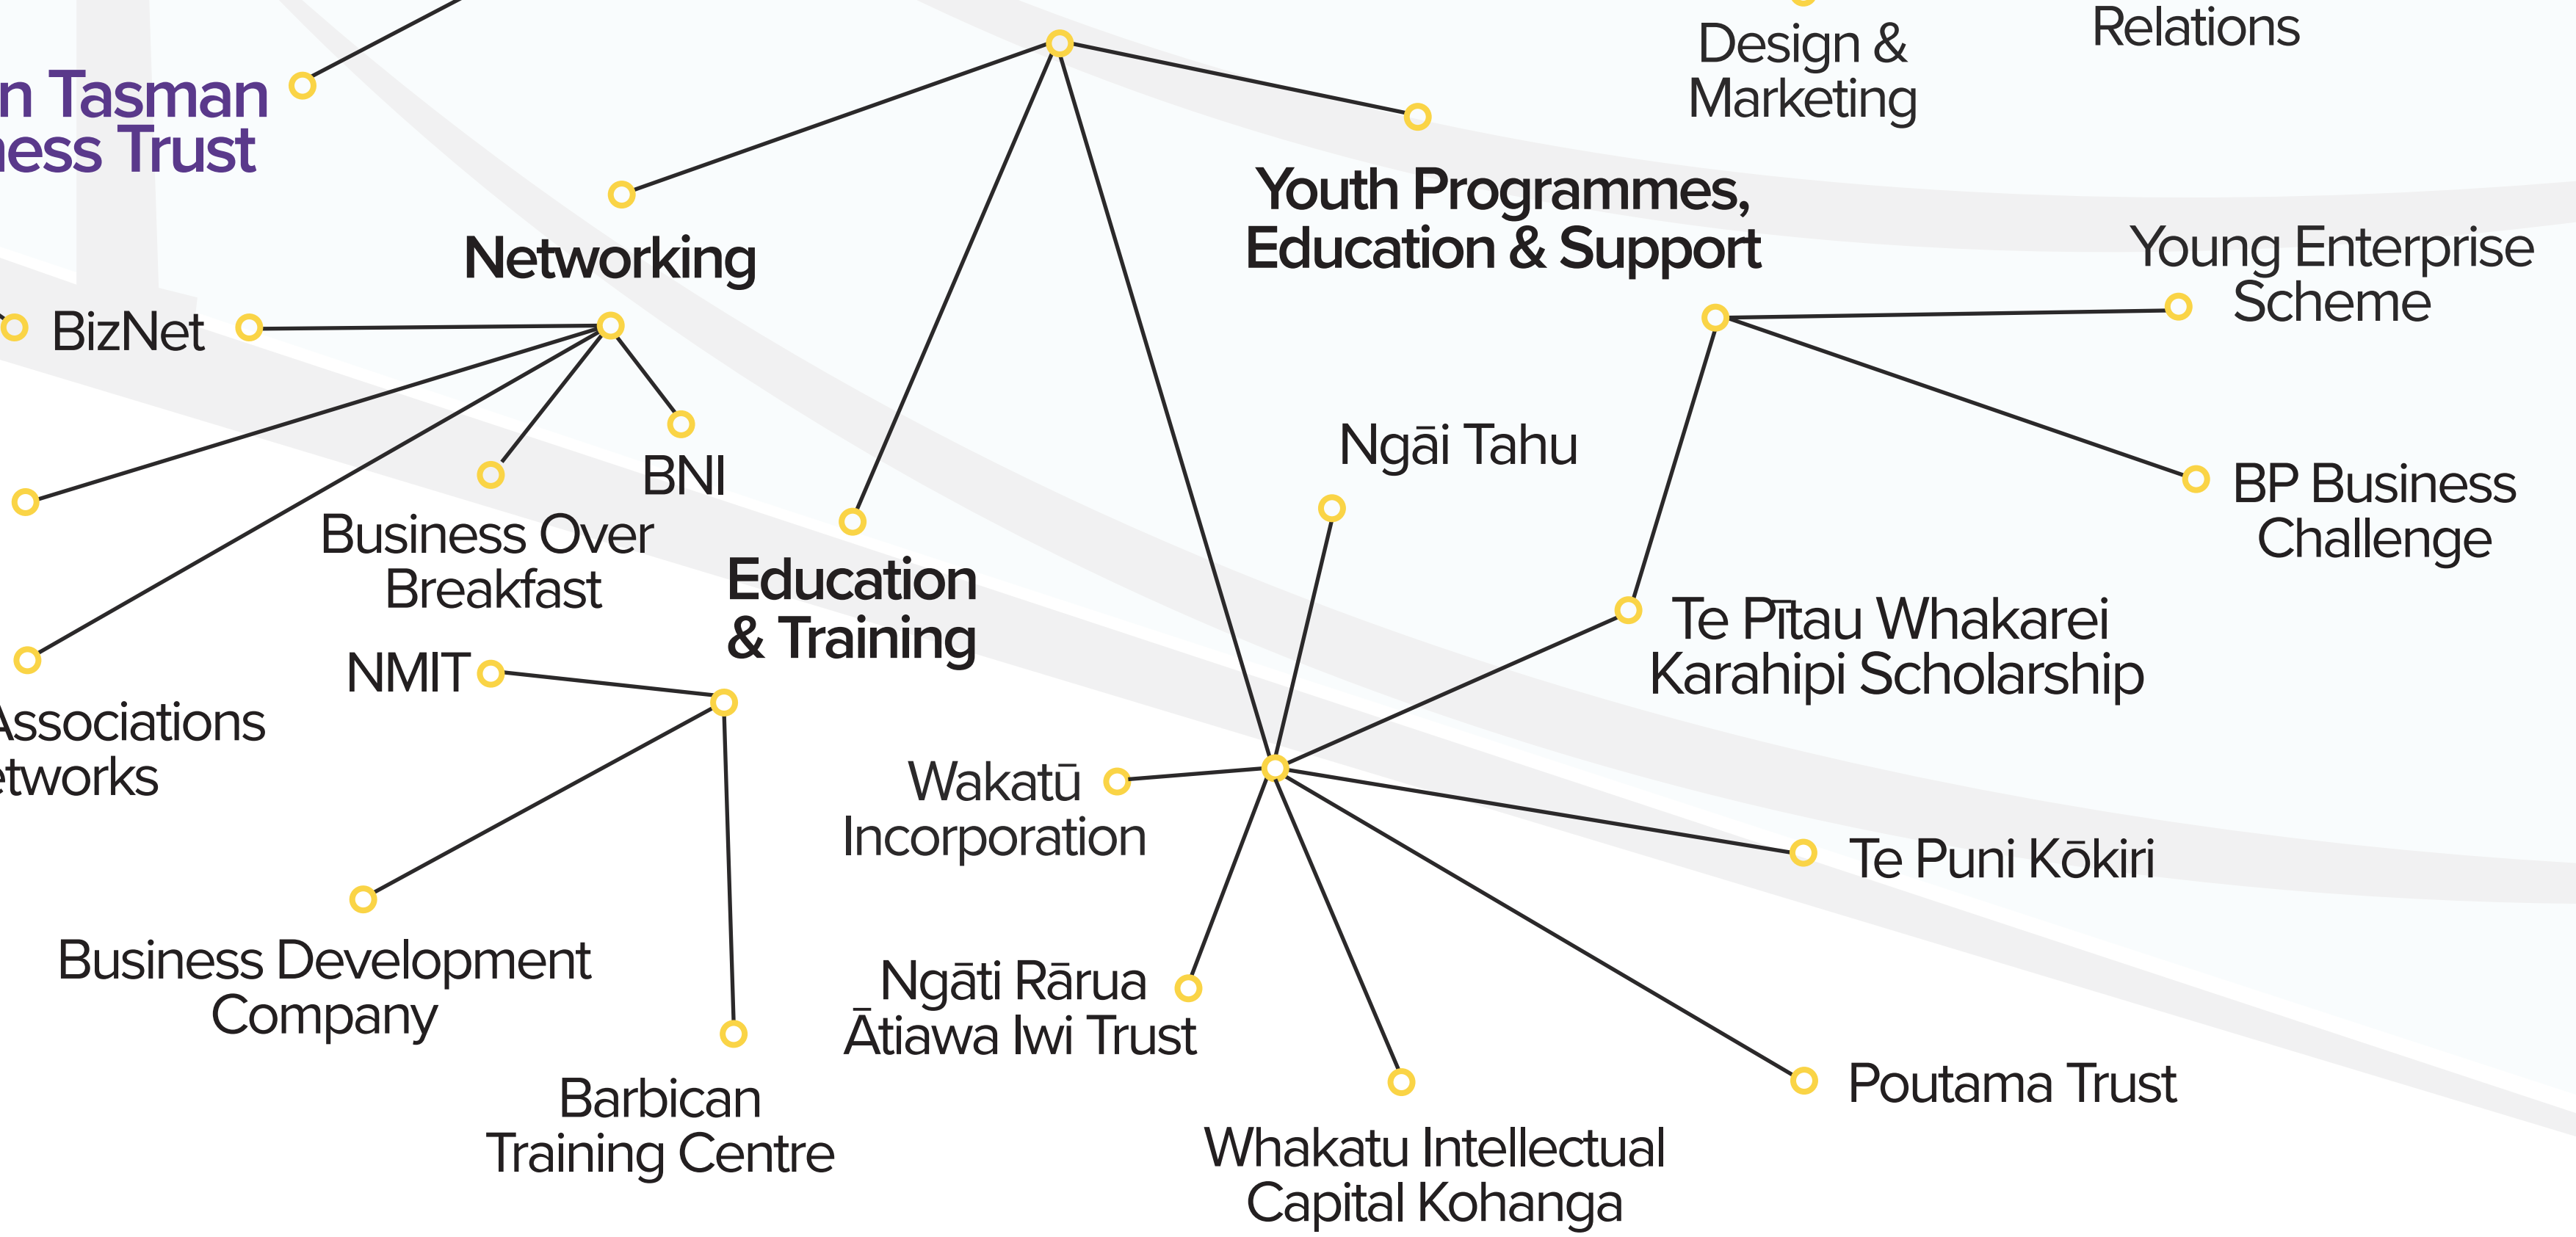 Relations
Design &
Marketing
n Tasman
ness Trust
Youth Programmes,
Education & Support
Networking
Young Enterprise
Scheme
BizNet
BNI
Ngāi Tahu
BP Business
Challenge
Business Over
Breakfast
Education
& Training
Te Pītau Whakarei
Karahipi Scholarship
NMIT
Associations
etworks
Wakatū
Incorporation
Te Puni Kōkiri
Business Development
Company
Ngāti Rārua
Ātiawa Iwi Trust
Poutama Trust
Barbican
Training Centre
Whakatu Intellectual
Capital Kohanga